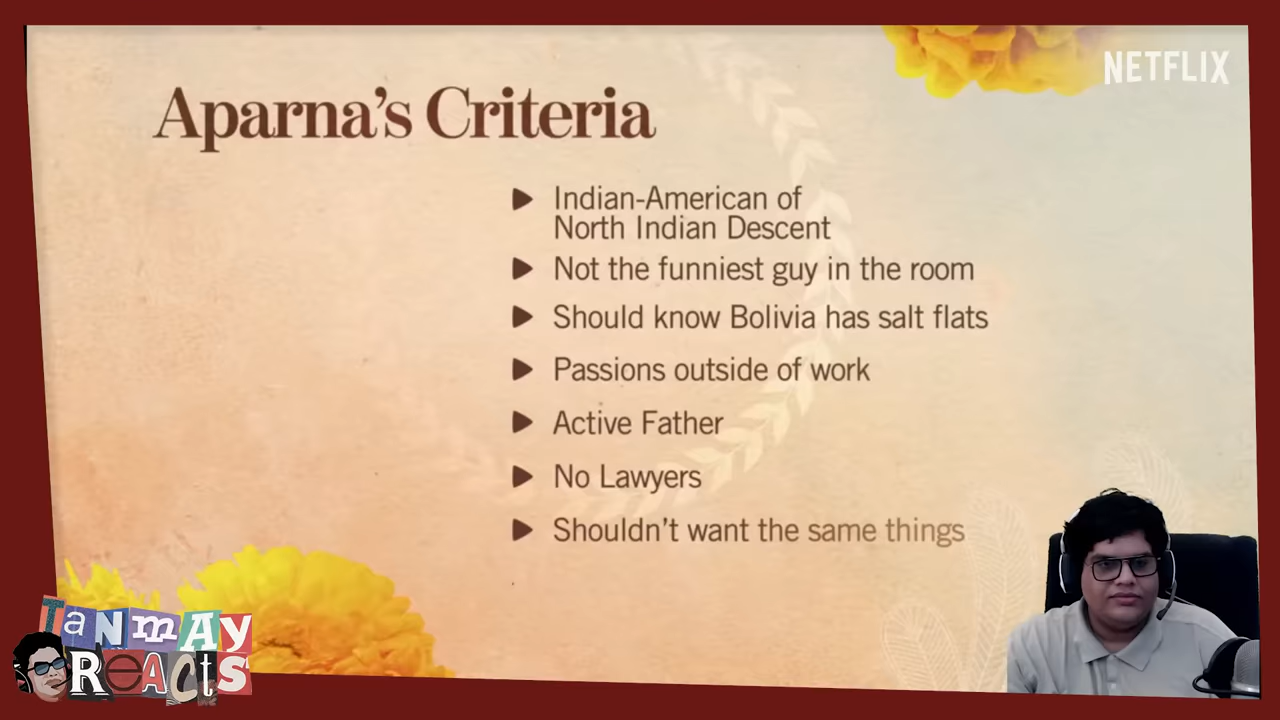 NETFLIX
Aparna's Criteria
Indian-American of
North Indian Descent
Not the funniest guy in the room
Should know Bolivia has salt flats
Passions outside of work
Active Father
No Lawyers
Shouldn't want the same things
TaNmAy
ReACtS